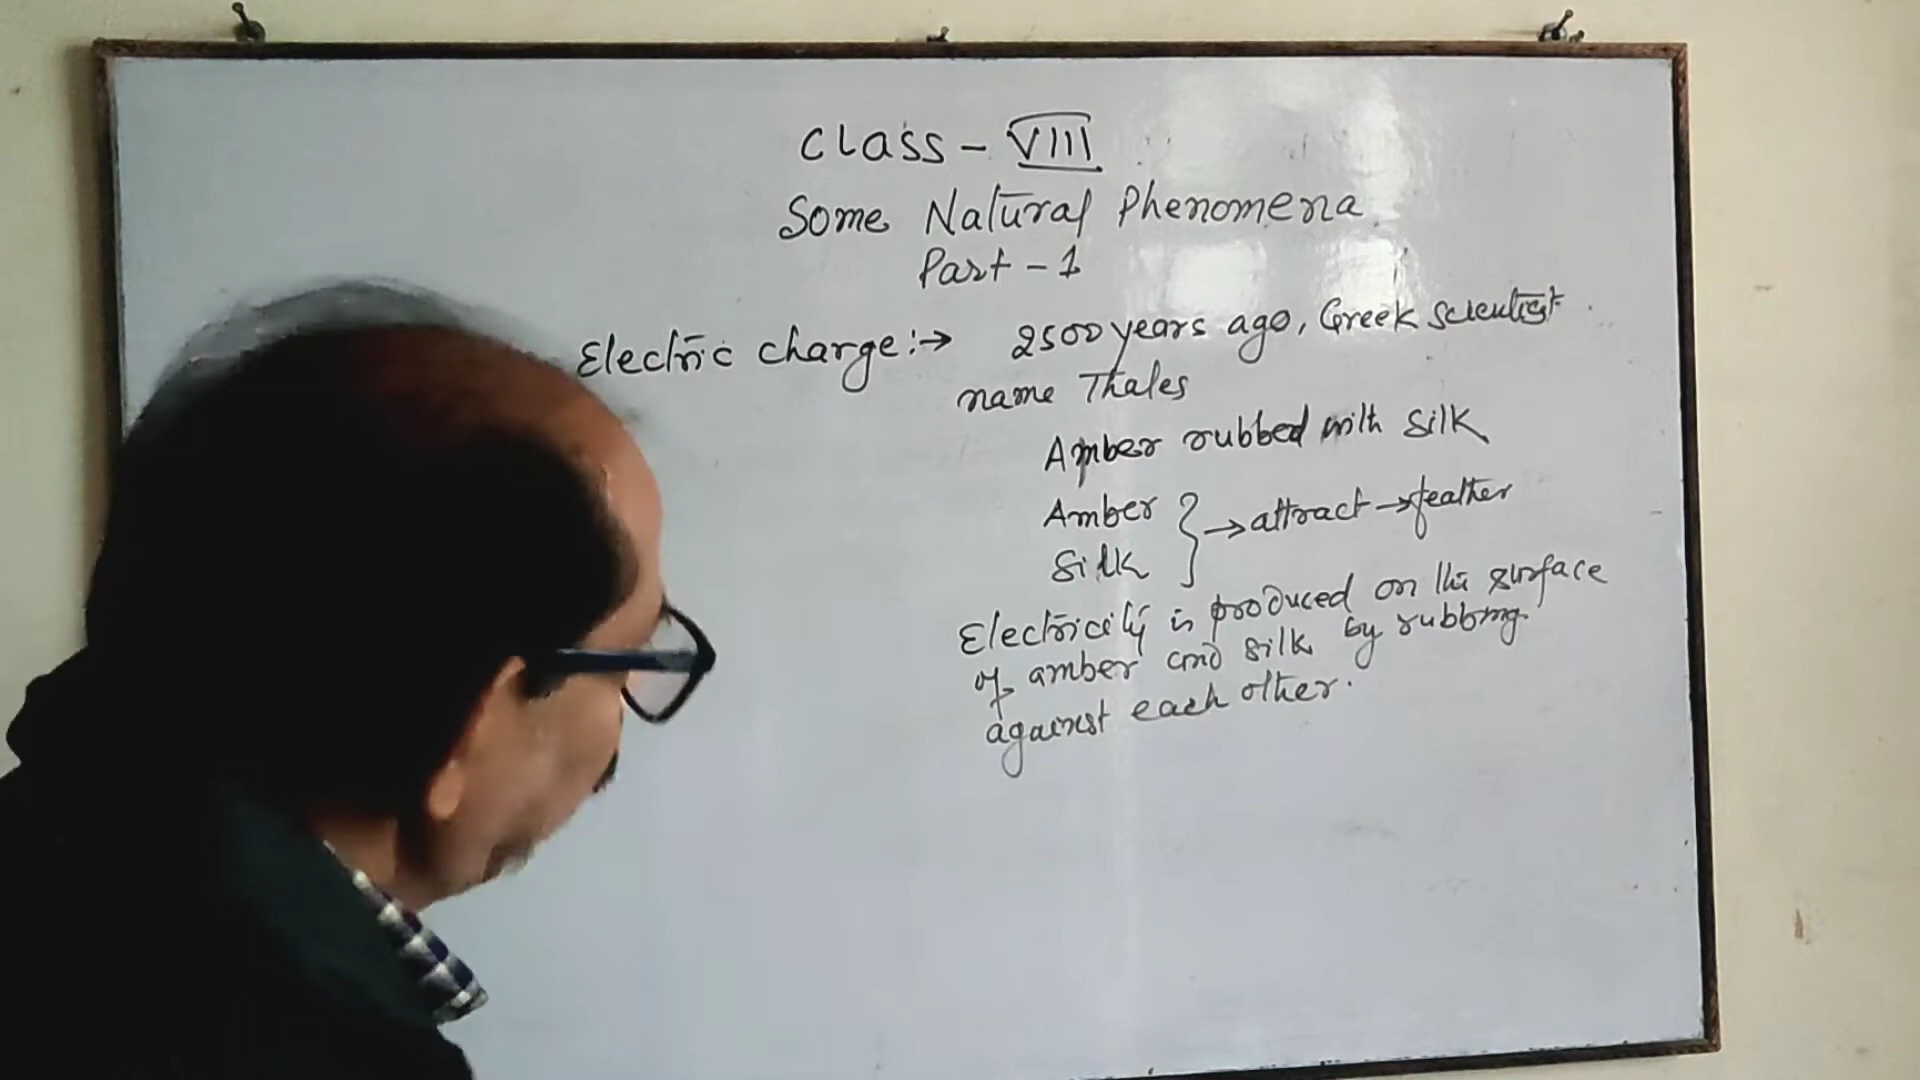 Class - VIII
Some Natural Phenomena
Part - 1
Electric charge :→ 2500 years ago, Greek Scientist
name Thales
Amber rubbed with silk
Amber } → attract → feather
Silk
Electricity is produced on the surface
of amber and silk by rubbing
against each other.